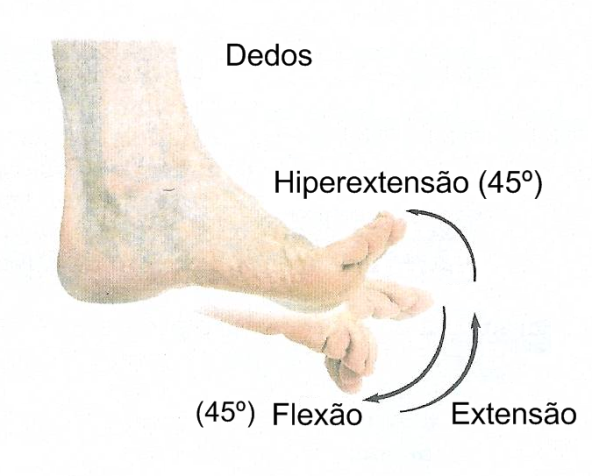 Dedos
Hiperextensão (45º)
(45º) Flexão
Extensão